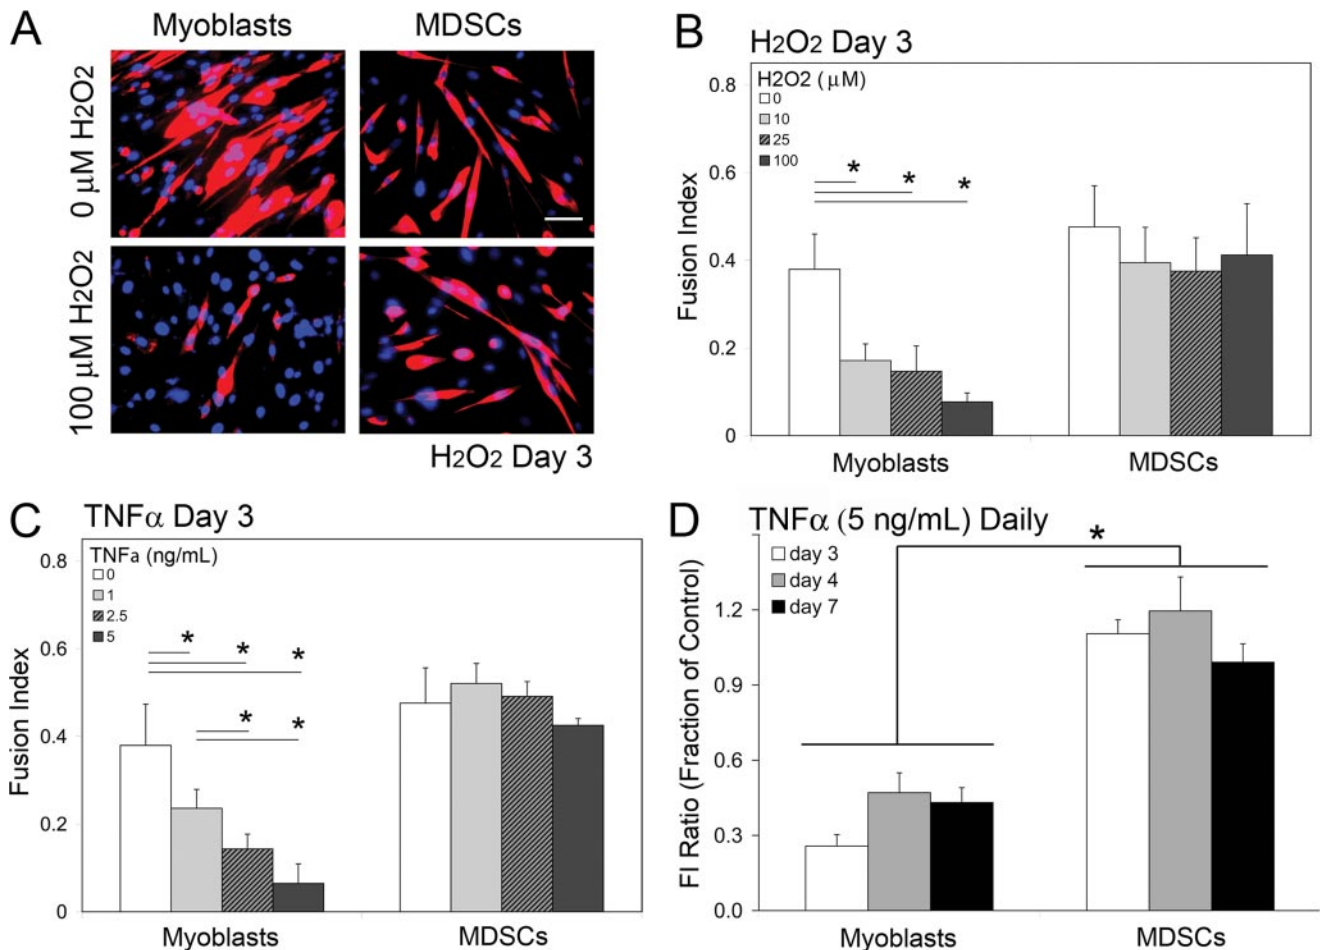 A
Myoblasts
MDSCs
0 μM H2O2
100 μM H2O2
H2O2 Day 3
B
H2O2 Day 3
H2O2 (μM)
0
10
25
100
0.8
0.6
0.4
0.2
0
Fusion Index
*
*
*
Myoblasts
MDSCs
C
TNFα Day 3
TNFa (ng/mL)
0
1
2.5
5
0.8
0.6
0.4
0.2
0
Fusion Index
*
*
*
*
*
Myoblasts
MDSCs
D
TNFα (5 ng/mL) Daily
day 3
day 4
day 7
*
1.2
0.9
0.6
0.3
0.0
FI Ratio (Fraction of Control)
Myoblasts
MDSCs